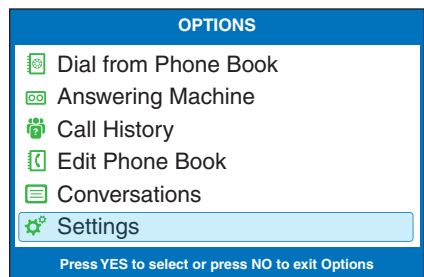 OPTIONS
Dial from Phone Book
Answering Machine
Call History
Edit Phone Book
Conversations
Settings
Press YES to select or press NO to exit Options